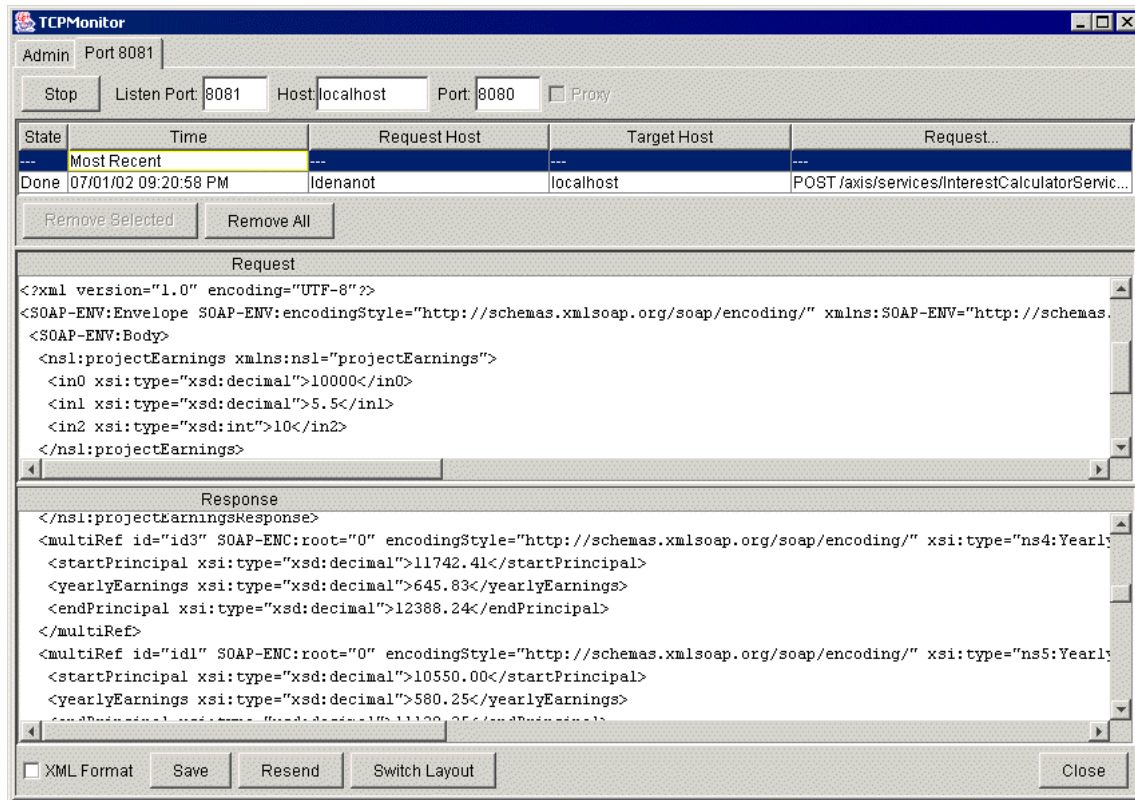 TCPMonitor
Admin Port 8081
Stop Listen Port: 8081 Host: localhost Port: 8080 Proxy
State Time Request Host Target Host Request...
--- Most Recent --- --- ---
Done 07/01/02 09:20:58 PM ldenanot localhost POST /axis/services/InterestCalculatorServic...
Remove Selected Remove All
Request
<?xml version="1.0" encoding="UTF-8"?>
<SOAP-ENV:Envelope SOAP-ENV:encodingStyle="http://schemas.xmlsoap.org/soap/encoding/" xmlns:SOAP-ENV="http://schemas.
<SOAP-ENV:Body>
<ns1:projectEarnings xmlns:ns1="projectEarnings">
<in0 xsi:type="xsd:decimal">10000</in0>
<in1 xsi:type="xsd:decimal">5.5</in1>
<in2 xsi:type="xsd:int">10</in2>
</ns1:projectEarnings>
Response
</ns1:projectEarningsResponse>
<multiRef id="id3" SOAP-ENC:root="0" encodingStyle="http://schemas.xmlsoap.org/soap/encoding/" xsi:type="ns4:Yearly
<startPrincipal xsi:type="xsd:decimal">11742.41</startPrincipal>
<yearlyEarnings xsi:type="xsd:decimal">645.83</yearlyEarnings>
<endPrincipal xsi:type="xsd:decimal">12388.24</endPrincipal>
</multiRef>
<multiRef id="id1" SOAP-ENC:root="0" encodingStyle="http://schemas.xmlsoap.org/soap/encoding/" xsi:type="ns5:Yearly
<startPrincipal xsi:type="xsd:decimal">10550.00</startPrincipal>
<yearlyEarnings xsi:type="xsd:decimal">580.25</yearlyEarnings>
XML Format Save Resend Switch Layout Close